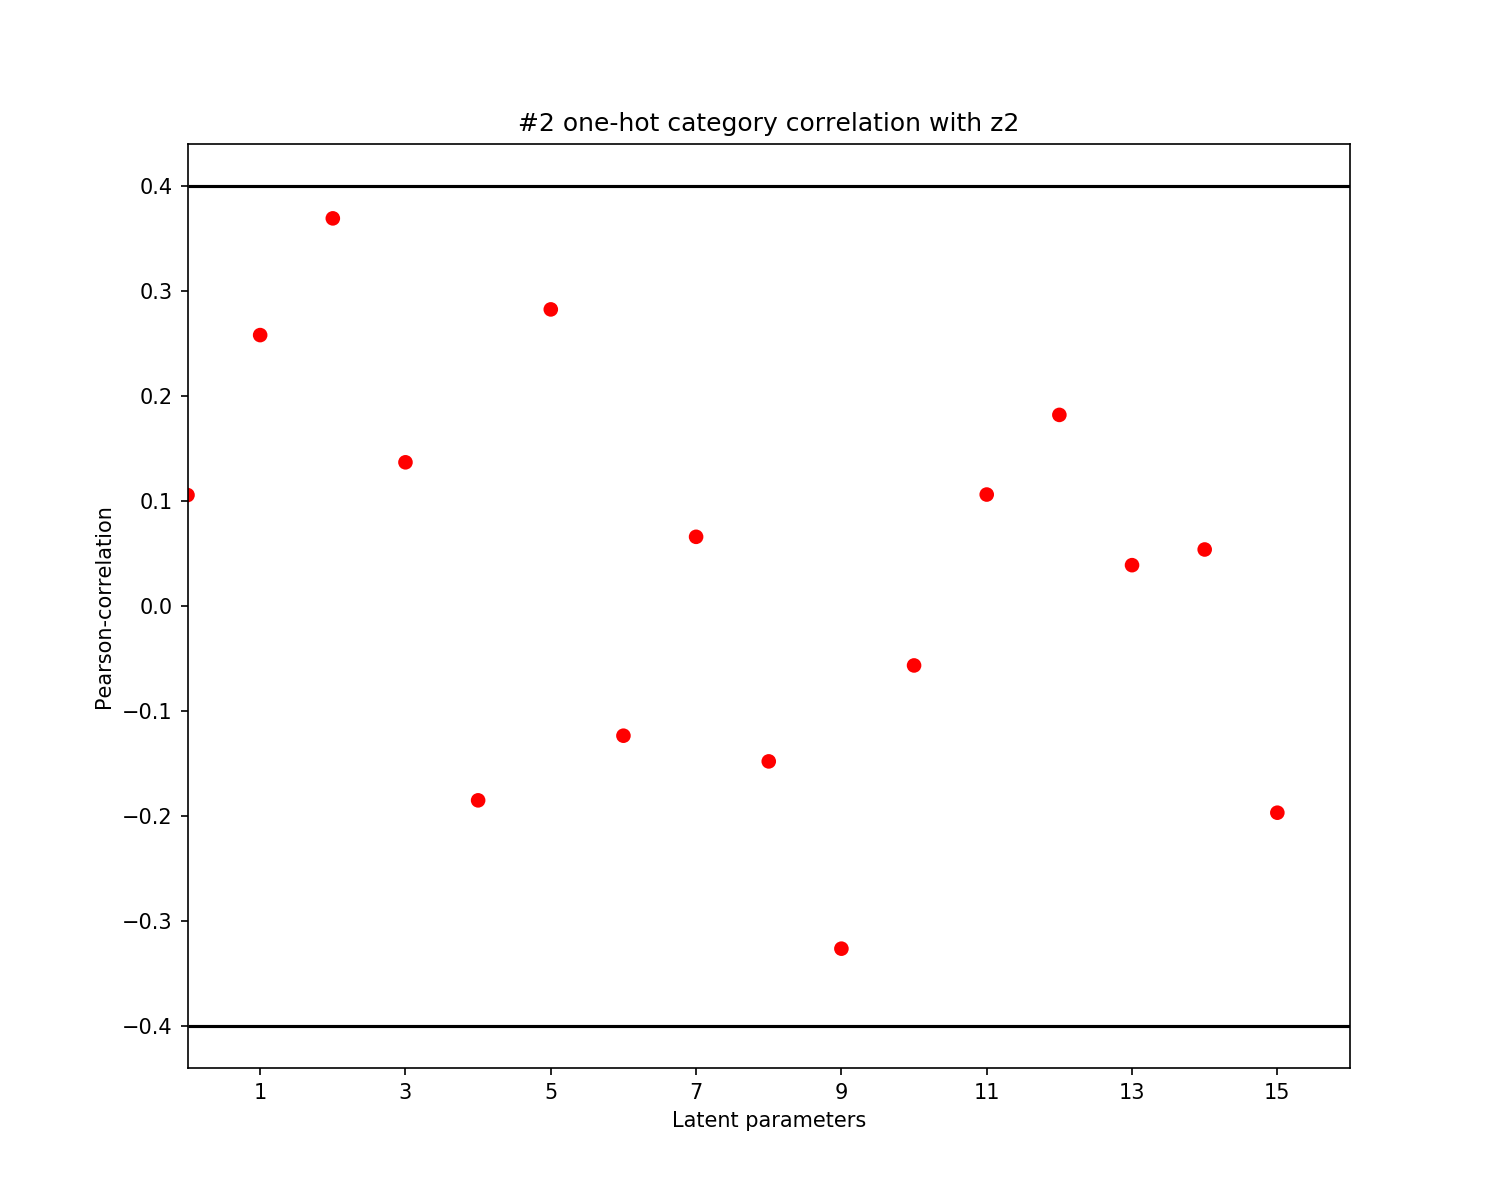 #2 one-hot category correlation with z2
0.4
0.3
0.2
0.1
0.0
−0.1
−0.2
−0.3
−0.4
Pearson-correlation
1 3 5 7 9 11 13 15
Latent parameters